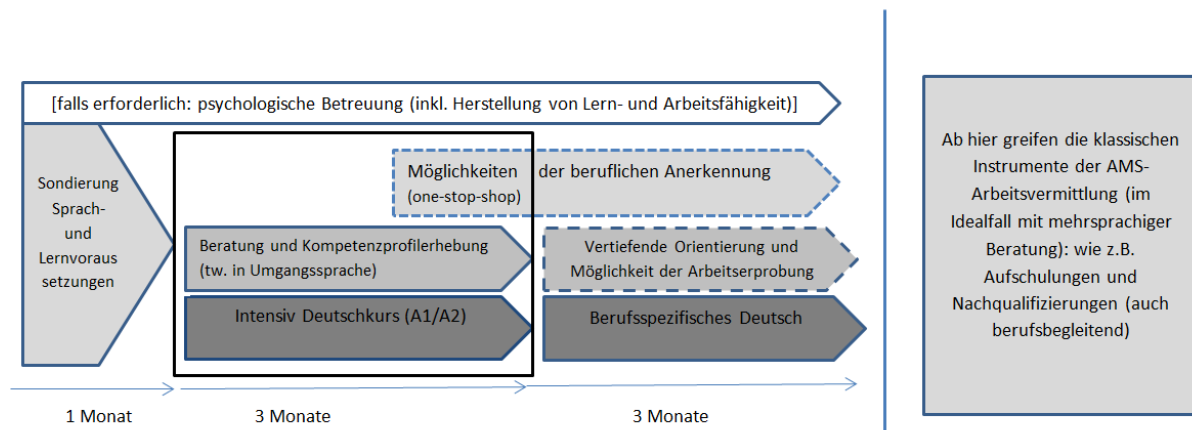 [falls erforderlich: psychologische Betreuung (inkl. Herstellung von Lern- und Arbeitsfähigkeit)]
Sondierung
Sprach-
und
Lernvoraus
setzungen
Möglichkeiten der beruflichen Anerkennung
(one-stop-shop)
Beratung und Kompetenzprofilerhebung
(tw. in Umgangssprache)
Vertiefende Orientierung und
Möglichkeit der Arbeitserprobung
Intensiv Deutschkurs (A1/A2)
Berufsspezifisches Deutsch
1 Monat
3 Monate
3 Monate
Ab hier greifen die klassischen
Instrumente der AMS-
Arbeitsvermittlung (im
Idealfall mit mehrsprachiger
Beratung): wie z.B.
Aufschulungen und
Nachqualifizierungen (auch
berufsbegleitend)